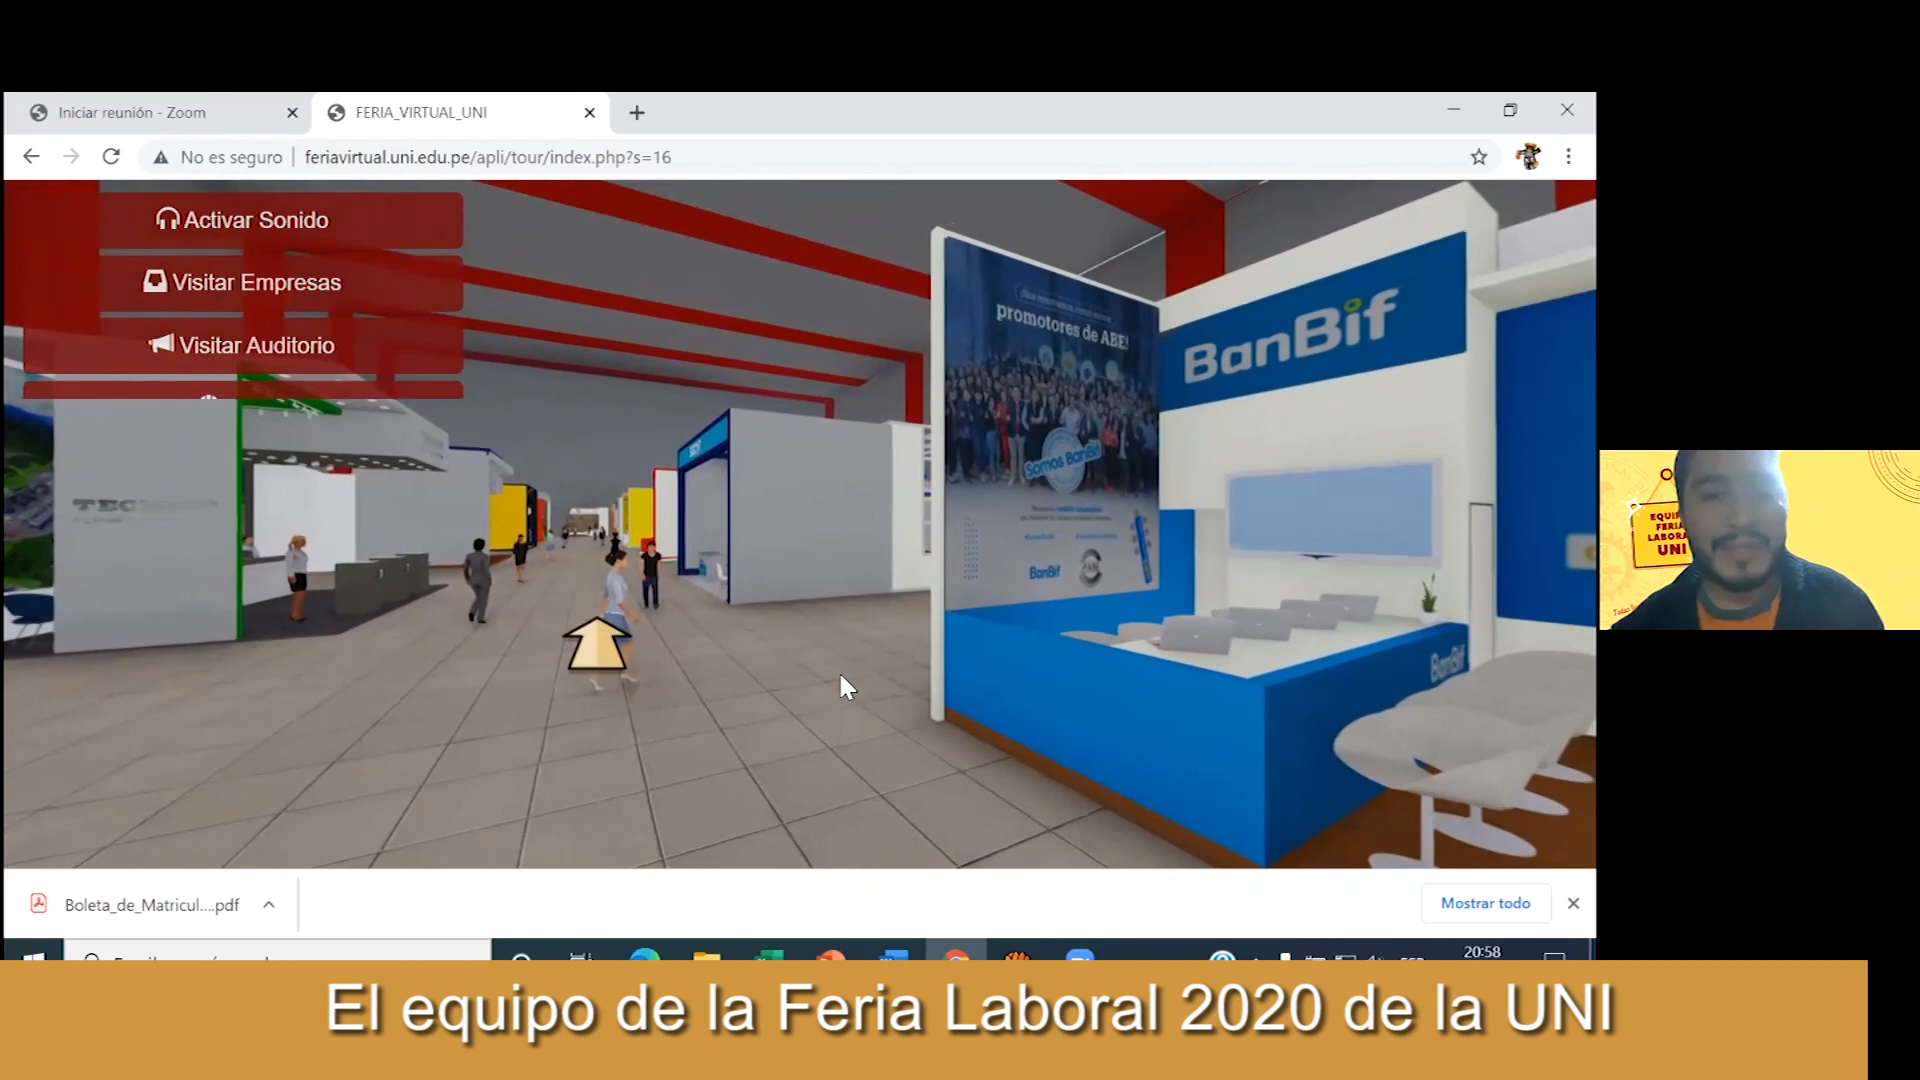 Iniciar reunión - Zoom
FERIA_VIRTUAL_UNI
No es seguro
feriavirtual.uni.edu.pe/apli/tour/index.php?s=16
Activar Sonido
Visitar Empresas
Visitar Auditorio
promotores de ABE!
Somos BanBif
BanBif
BanBif
BanBif
EQUIP
FERIA
LABORA
UNI
Boleta_de_Matricul....pdf
Mostrar todo
20:58
El equipo de la Feria Laboral 2020 de la UNI